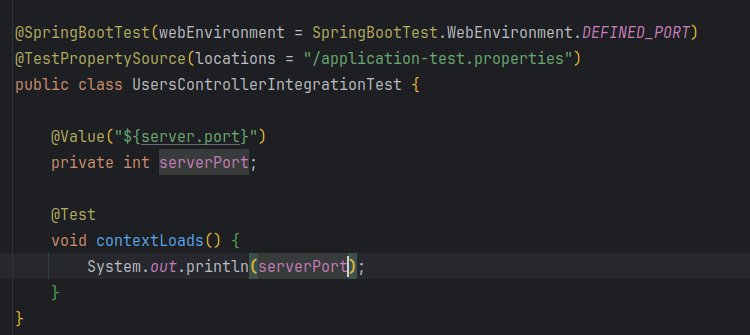 @SpringBootTest(webEnvironment = SpringBootTest.WebEnvironment.DEFINED_PORT)
@TestPropertySource(locations = "/application-test.properties")
public class UsersControllerIntegrationTest {
@Value("${server.port}")
private int serverPort;
@Test
void contextLoads() {
System.out.println(serverPort);
}
}